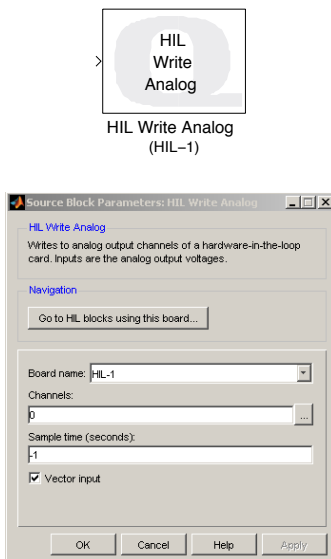 HIL
Write
Analog
HIL Write Analog
(HIL−1)
Source Block Parameters: HIL Write Analog
HIL Write Analog
Writes to analog output channels of a hardware-in-the-loop
card. Inputs are the analog output voltages.
Navigation
Go to HIL blocks using this board...
Board name: HIL-1
Channels:
0
...
Sample time (seconds):
-1
Vector input
OK Cancel Help Apply